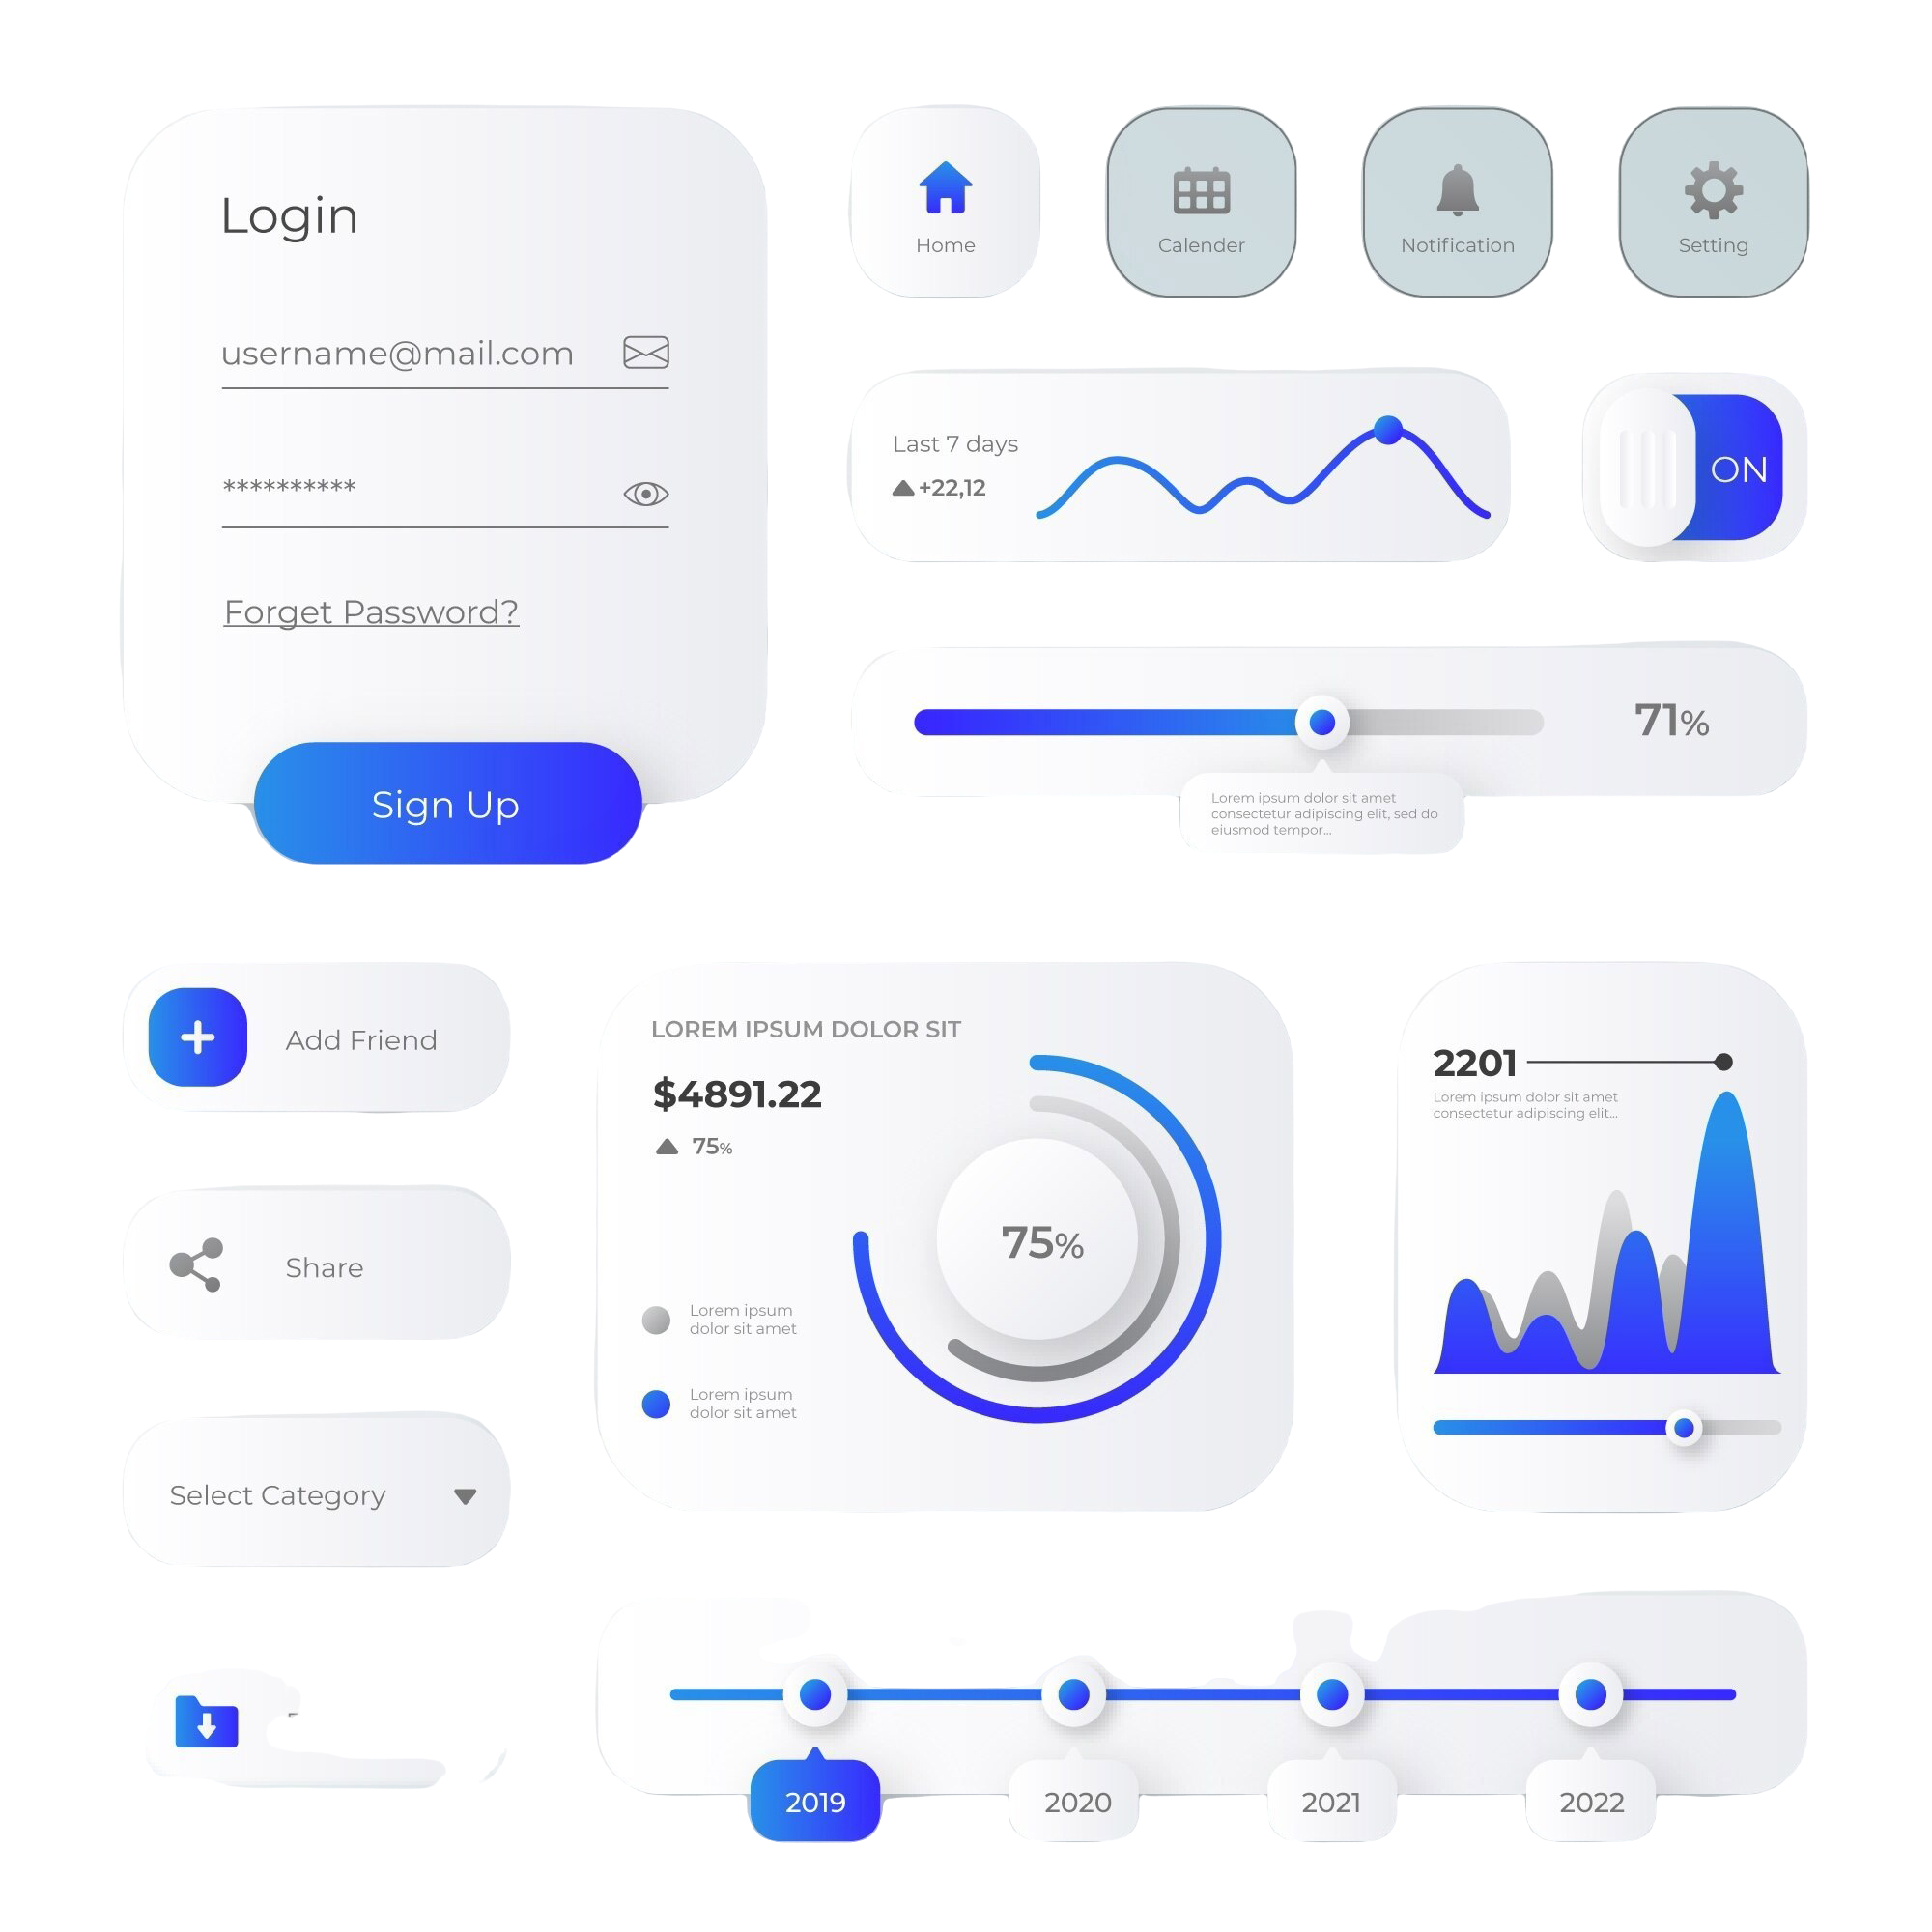 Login
username@mail.com
**********
Forget Password?
Sign Up
Home
Calender
Notification
Setting
Last 7 days
+22,12
ON
71%
Lorem ipsum dolor sit amet
consectetur adipiscing elit, sed do
eiusmod tempor...
Add Friend
Share
Select Category
LOREM IPSUM DOLOR SIT
$4891.22
75%
75%
Lorem ipsum
dolor sit amet
Lorem ipsum
dolor sit amet
2201
Lorem ipsum dolor sit amet
consectetur adipiscing elit...
2019
2020
2021
2022